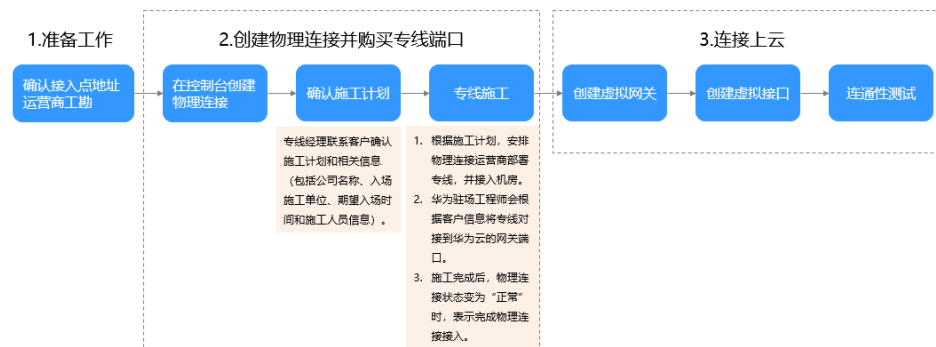 1.准备工作
2.创建物理连接并购买专线端口
3.连接上云
确认接入点地址
运营商工勘
在控制台创建
物理连接
确认施工计划
专线施工
创建虚拟网关
创建虚拟接口
连通性测试
专线经理联系客户确认
施工计划和相关信息
（包括公司名称、入场
施工单位、期望入场时
间和施工人员信息）。
1. 根据施工计划，安排
物理连接运营商部署
专线，并接入机房。
2. 华为驻场工程师会根
据客户信息将专线对
接到华为云的网关端
口。
3. 施工完成后，物理连
接状态变为“正常”
时，表示完成物理连
接接入。